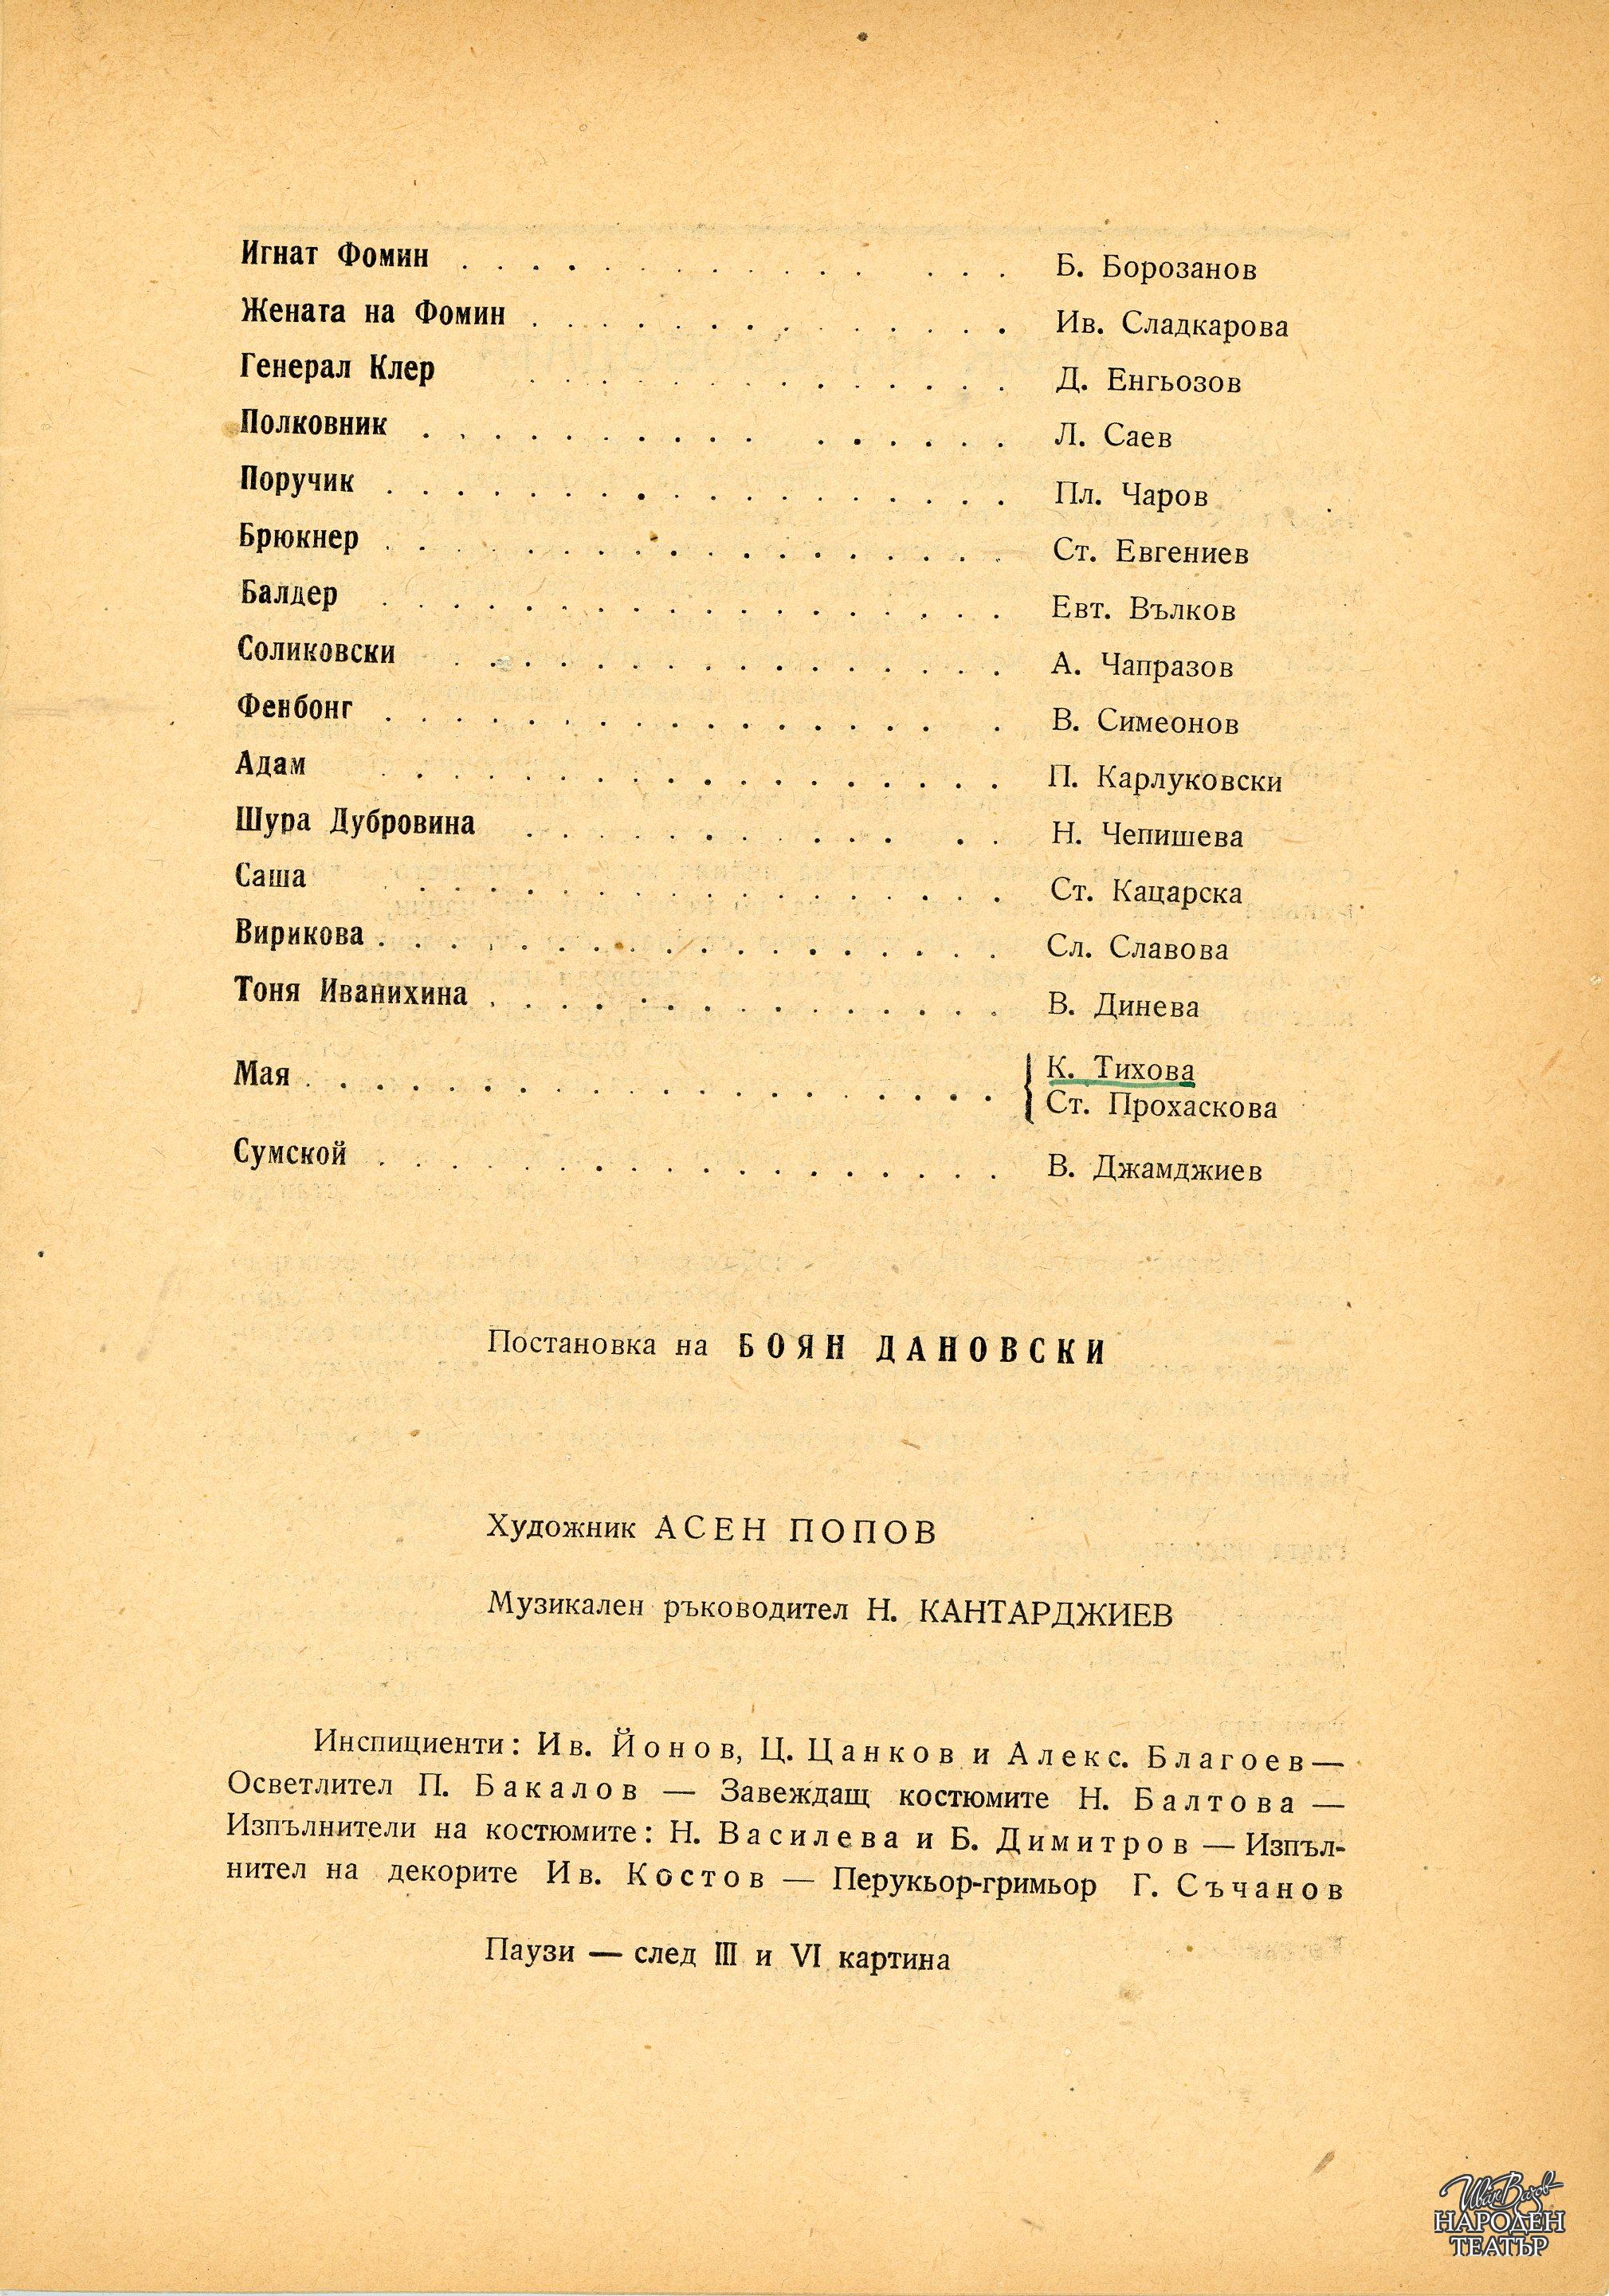 Игнат Фомин . . . . . . . . . . . . . . . Б. Борозанов
Жената на Фомин . . . . . . . . . . . . . . Ив. Сладкарова
Генерал Клер . . . . . . . . . . . . . . Д. Енгьозов
Полковник . . . . . . . . . . . . . . . . Л. Саев
Поручик . . . . . . . . . . . . . . . . . . Пл. Чаров
Брюкнер . . . . . . . . . . . . . . . . . Ст. Евгениев
Балдер . . . . . . . . . . . . . . . . . . Евт. Вълков
Соликовски . . . . . . . . . . . . . . . . А. Чапразов
Фенбонг . . . . . . . . . . . . . . . . . В. Симеонов
Адам . . . . . . . . . . . . . . . . . . П. Карлуковски
Шура Дубровина . . . . . . . . . . . . . Н. Чепишева
Саша . . . . . . . . . . . . . . . . . Ст. Кацарска
Вирикова . . . . . . . . . . . . . . . . . . Сл. Славова
Тоня Иванихина . . . . . . . . . . . . . . . В. Динева
Мая . . . . . . . . . . . . . . . . . . . . { К. Тихова
Ст. Прохаскова
Сумской . . . . . . . . . . . . . . . . . . В. Джамджиев
Постановка на БОЯН ДАНОВСКИ
Художник АСЕН ПОПОВ
Музикален ръководител Н. КАНТАРДЖИЕВ
Инспициенти: Ив. Йонов, Ц. Цанков и Алекс. Благоев —
Осветлител П. Бакалов — Завеждащ костюмите Н. Балтова —
Изпълнители на костюмите: Н. Василева и Б. Димитров — Изпъл-
нител на декорите Ив. Костов — Перукьор-гримьор Г. Съчанов
Паузи — след III и VI картина
Иван Вазов
НАРОДЕН
ТЕАТЪР